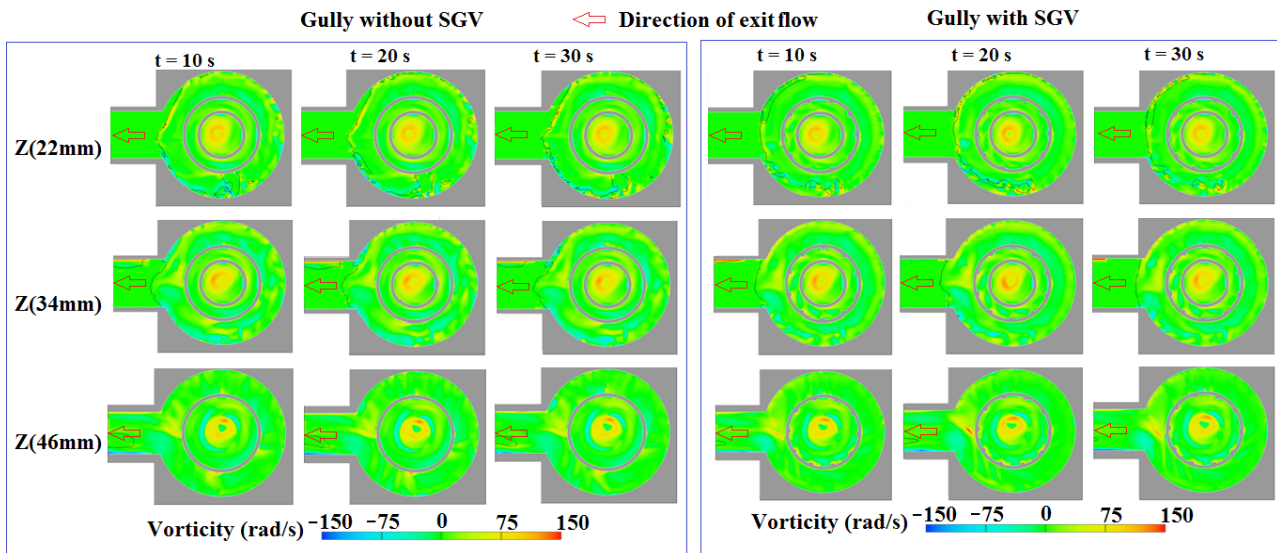 Gully without SGV
Direction of exit flow
Gully with SGV
t = 10 s
t = 20 s
t = 30 s
t = 10 s
t = 20 s
t = 30 s
Z(22mm)
Z(34mm)
Z(46mm)
Vorticity (rad/s)
−150 −75 0 75 150
Vorticity (rad/s)
−150 −75 0 75 150